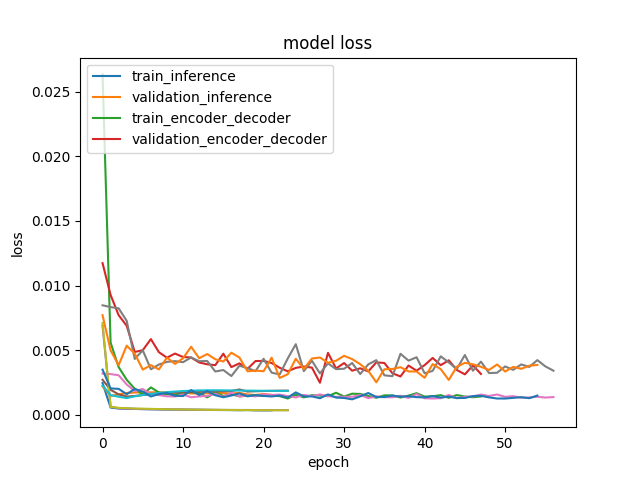 model loss
train_inference
validation_inference
train_encoder_decoder
validation_encoder_decoder
loss
0.025
0.020
0.015
0.010
0.005
0.000
0 10 20 30 40 50
epoch